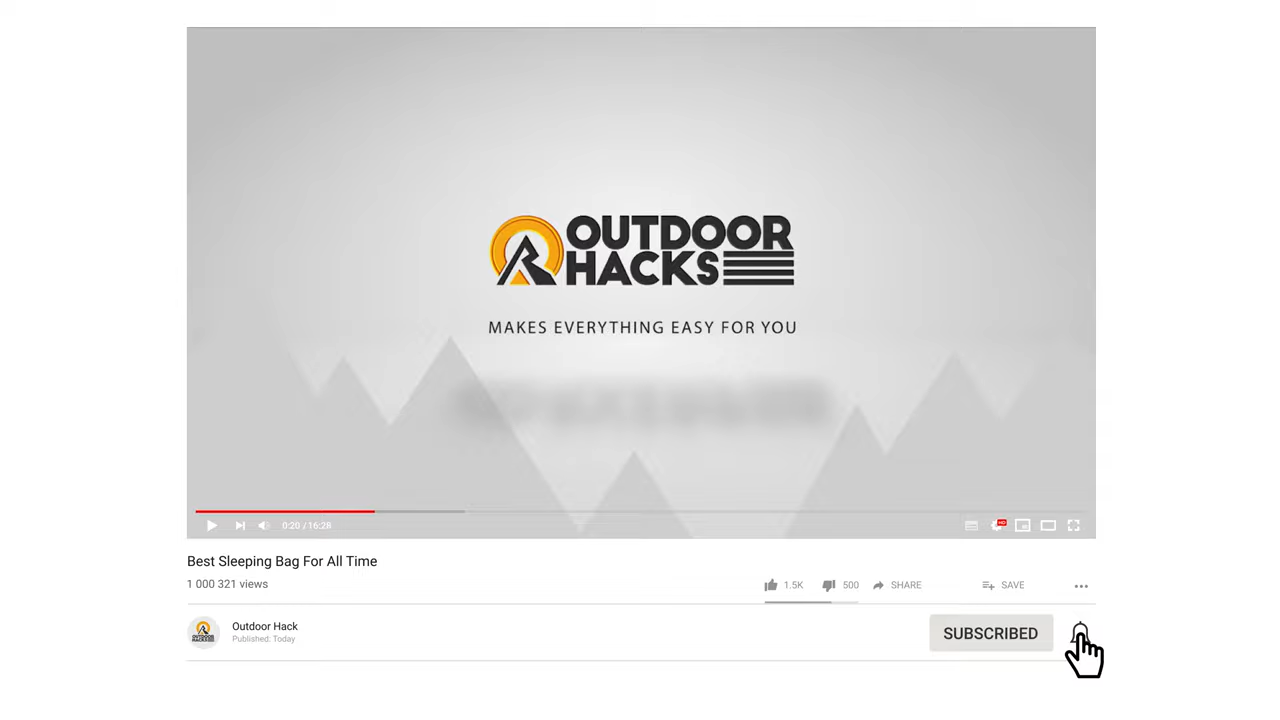 OUTDOOR
HACKS
MAKES EVERYTHING EASY FOR YOU
0:20 / 16:28
HD
Best Sleeping Bag For All Time
1 000 321 views
1.5K
500
SHARE
SAVE
Outdoor Hack
Published: Today
SUBSCRIBED